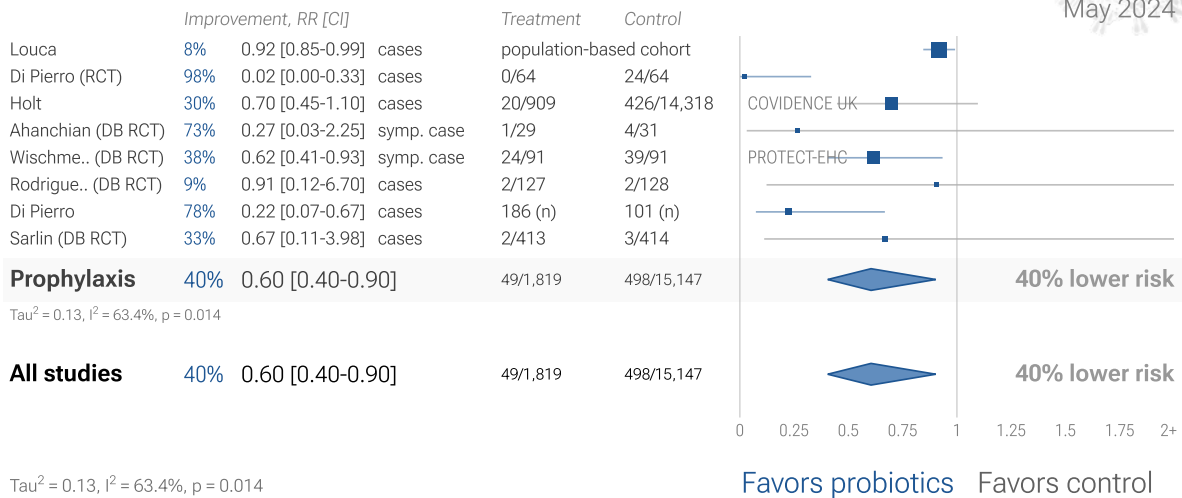 May 2024
Improvement, RR [CI] Treatment Control
Louca 8% 0.92 [0.85-0.99] cases population-based cohort
Di Pierro (RCT) 98% 0.02 [0.00-0.33] cases 0/64 24/64
Holt 30% 0.70 [0.45-1.10] cases 20/909 426/14,318 COVIDENCE UK
Ahanchian (DB RCT) 73% 0.27 [0.03-2.25] symp. case 1/29 4/31
Wischme.. (DB RCT) 38% 0.62 [0.41-0.93] symp. case 24/91 39/91 PROTECT-EHC
Rodrigue.. (DB RCT) 9% 0.91 [0.12-6.70] cases 2/127 2/128
Di Pierro 78% 0.22 [0.07-0.67] cases 186 (n) 101 (n)
Sarlin (DB RCT) 33% 0.67 [0.11-3.98] cases 2/413 3/414
Prophylaxis 40% 0.60 [0.40-0.90] 49/1,819 498/15,147 40% lower risk
Tau² = 0.13, I² = 63.4%, p = 0.014
All studies 40% 0.60 [0.40-0.90] 49/1,819 498/15,147 40% lower risk
0 0.25 0.5 0.75 1 1.25 1.5 1.75 2+
Tau² = 0.13, I² = 63.4%, p = 0.014 Favors probiotics Favors control